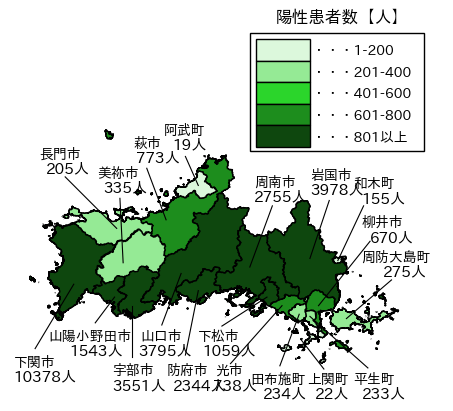 陽性患者数【人】
・・・1-200
・・・201-400
・・・401-600
・・・601-800
・・・801以上
阿武町
19人
萩市
773人
長門市
205人
美祢市
335人
周南市
2755人
岩国市
3978人
和木町
155人
柳井市
670人
周防大島町
275人
下関市
10378人
山陽小野田市
1543人
宇部市
3551人
山口市
3795人
防府市
2344人
下松市
1059人
光市
738人
田布施町
234人
上関町
22人
平生町
233人